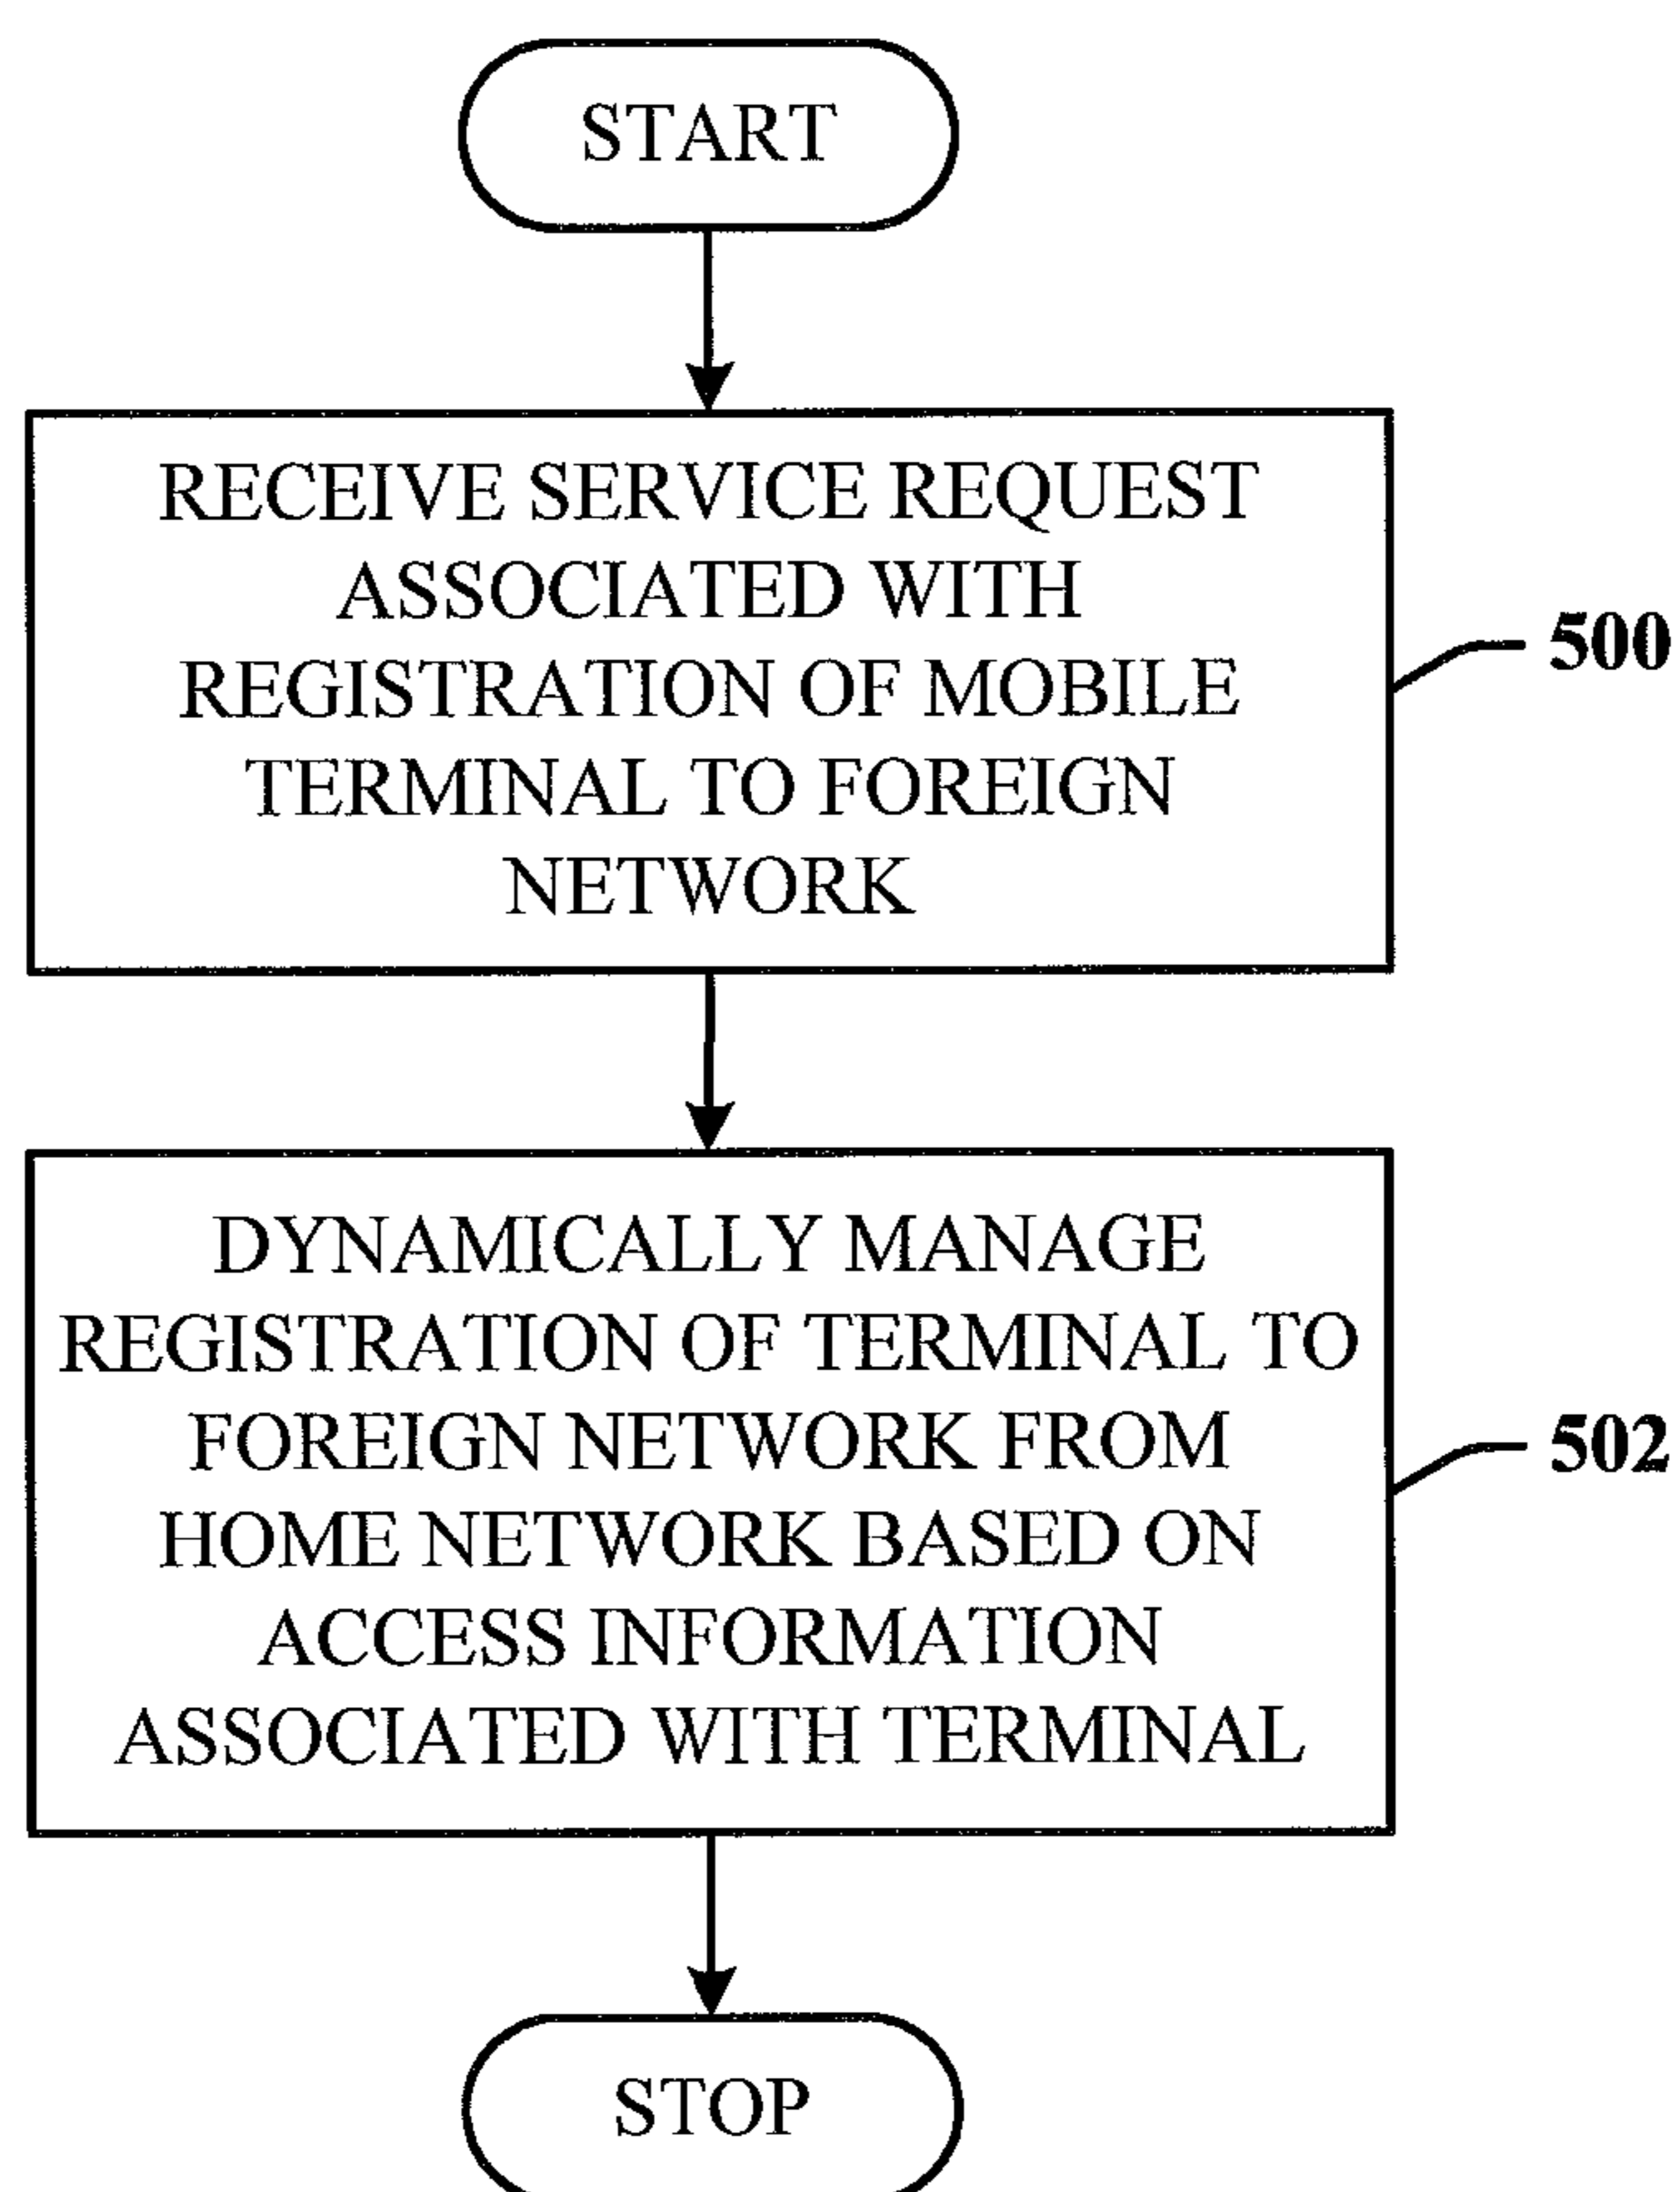 START
RECEIVE SERVICE REQUEST
ASSOCIATED WITH
REGISTRATION OF MOBILE
TERMINAL TO FOREIGN
NETWORK
500
DYNAMICALLY MANAGE
REGISTRATION OF TERMINAL TO
FOREIGN NETWORK FROM
HOME NETWORK BASED ON
ACCESS INFORMATION
ASSOCIATED WITH TERMINAL
502
STOP